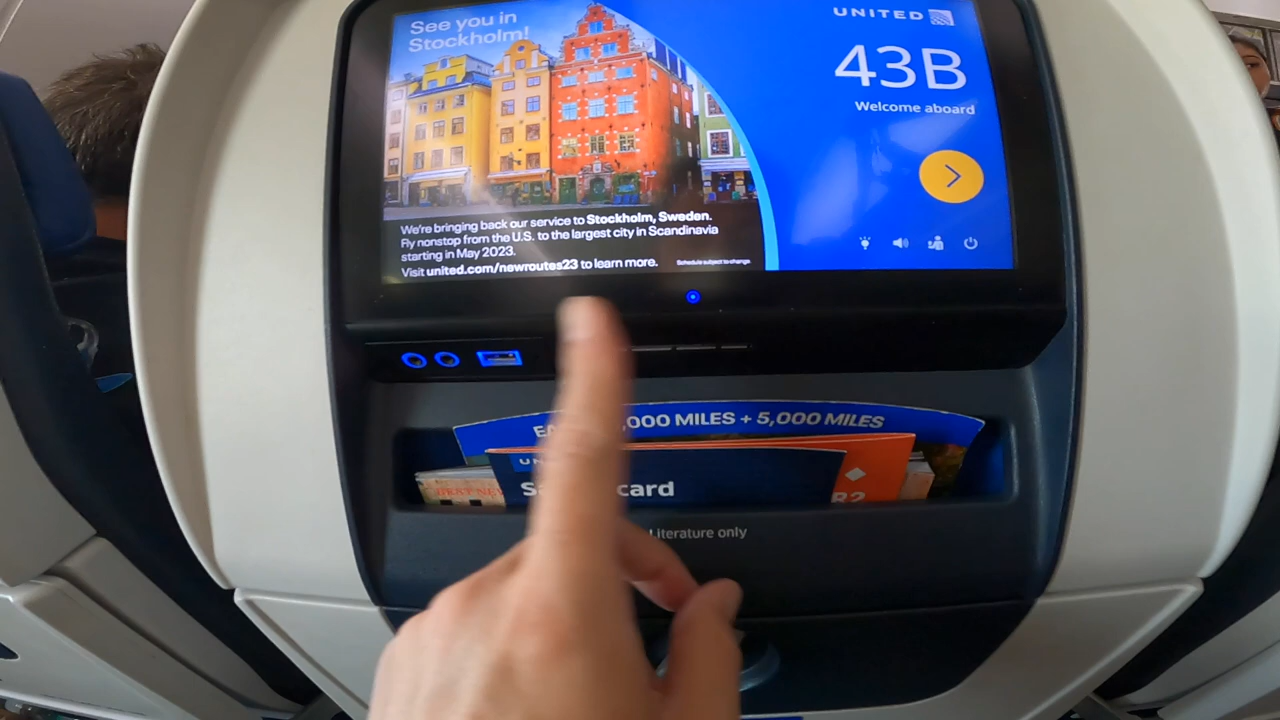 See you in
Stockholm!
UNITED
43B
Welcome aboard
We're bringing back our service to Stockholm, Sweden.
Fly nonstop from the U.S. to the largest city in Scandinavia
starting in May 2023.
Visit united.com/newroutes23 to learn more.
Schedule subject to change.
,000 MILES + 5,000 MILES
card
Literature only